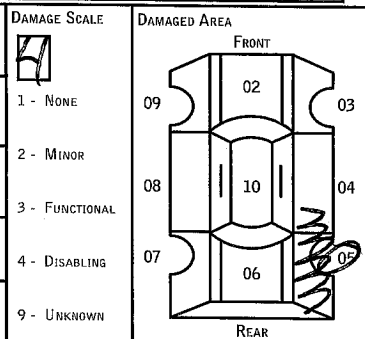 DAMAGE SCALE
1 - NONE
2 - MINOR
3 - FUNCTIONAL
4 - DISABLING
9 - UNKNOWN
DAMAGED AREA
FRONT
02
09
03
08
10
04
07
06
05
REAR